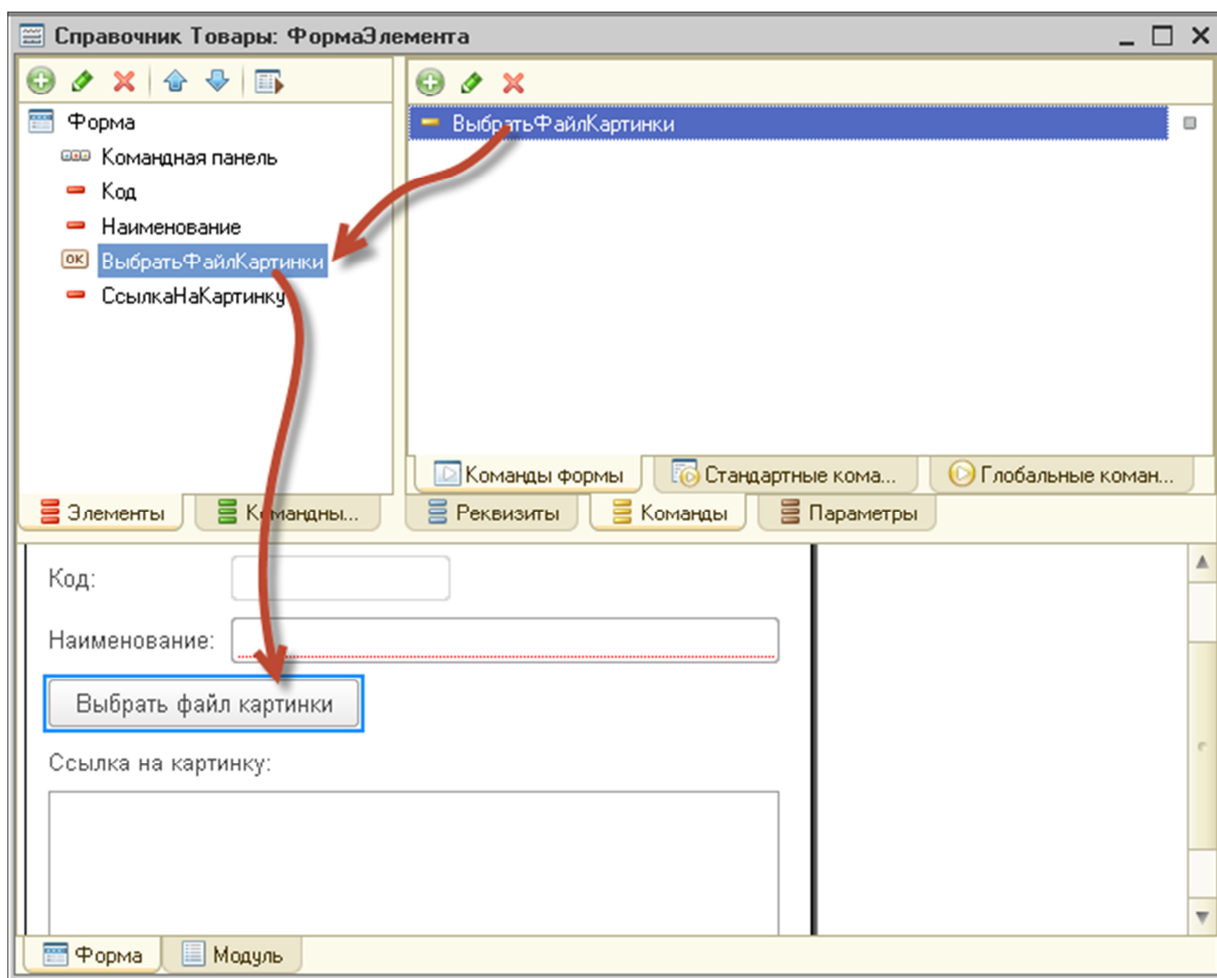 Справочник Товары: ФормаЭлемента
Форма
Командная панель
Код
Наименование
ВыбратьФайлКартинки
СсылкаНаКартинку
ВыбратьФайлКартинки
Команды формы
Стандартные кома...
Глобальные коман...
Элементы
Командны...
Реквизиты
Команды
Параметры
Код:
Наименование:
Выбрать файл картинки
Ссылка на картинку:
Форма
Модуль